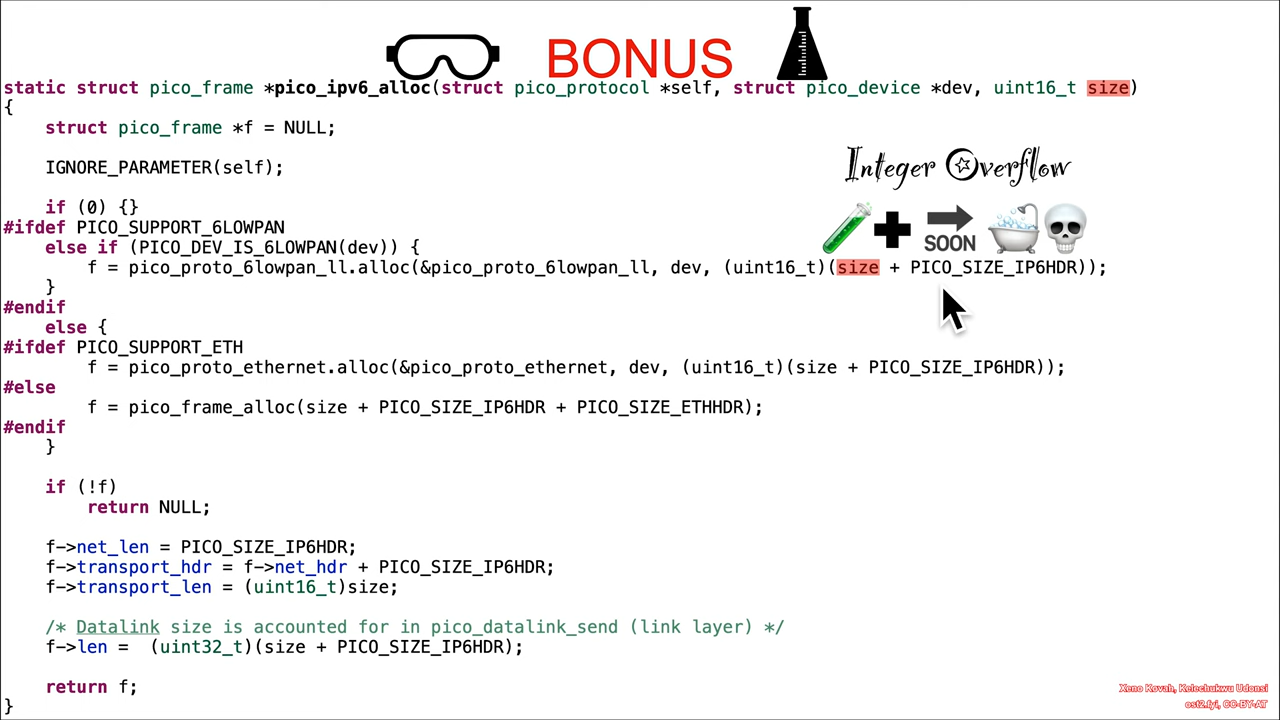 BONUS
static struct pico_frame *pico_ipv6_alloc(struct pico_protocol *self, struct pico_device *dev, uint16_t size)
{
    struct pico_frame *f = NULL;
    IGNORE_PARAMETER(self);
Integer Overflow
    if (0) {}
#ifdef PICO_SUPPORT_6LOWPAN
SOON
    else if (PICO_DEV_IS_6LOWPAN(dev)) {
        f = pico_proto_6lowpan_ll.alloc(&pico_proto_6lowpan_ll, dev, (uint16_t)(size + PICO_SIZE_IP6HDR));
    }
#endif
    else {
#ifdef PICO_SUPPORT_ETH
        f = pico_proto_ethernet.alloc(&pico_proto_ethernet, dev, (uint16_t)(size + PICO_SIZE_IP6HDR));
#else
        f = pico_frame_alloc(size + PICO_SIZE_IP6HDR + PICO_SIZE_ETHHDR);
#endif
    }
    if (!f)
        return NULL;
    f->net_len = PICO_SIZE_IP6HDR;
    f->transport_hdr = f->net_hdr + PICO_SIZE_IP6HDR;
    f->transport_len = (uint16_t)size;
    /* Datalink size is accounted for in pico_datalink_send (link layer) */
    f->len =  (uint32_t)(size + PICO_SIZE_IP6HDR);
    return f;
}
Xeno Kovah, Kelechukwu Udonsi
ost2.fyi, CC-BY-AT